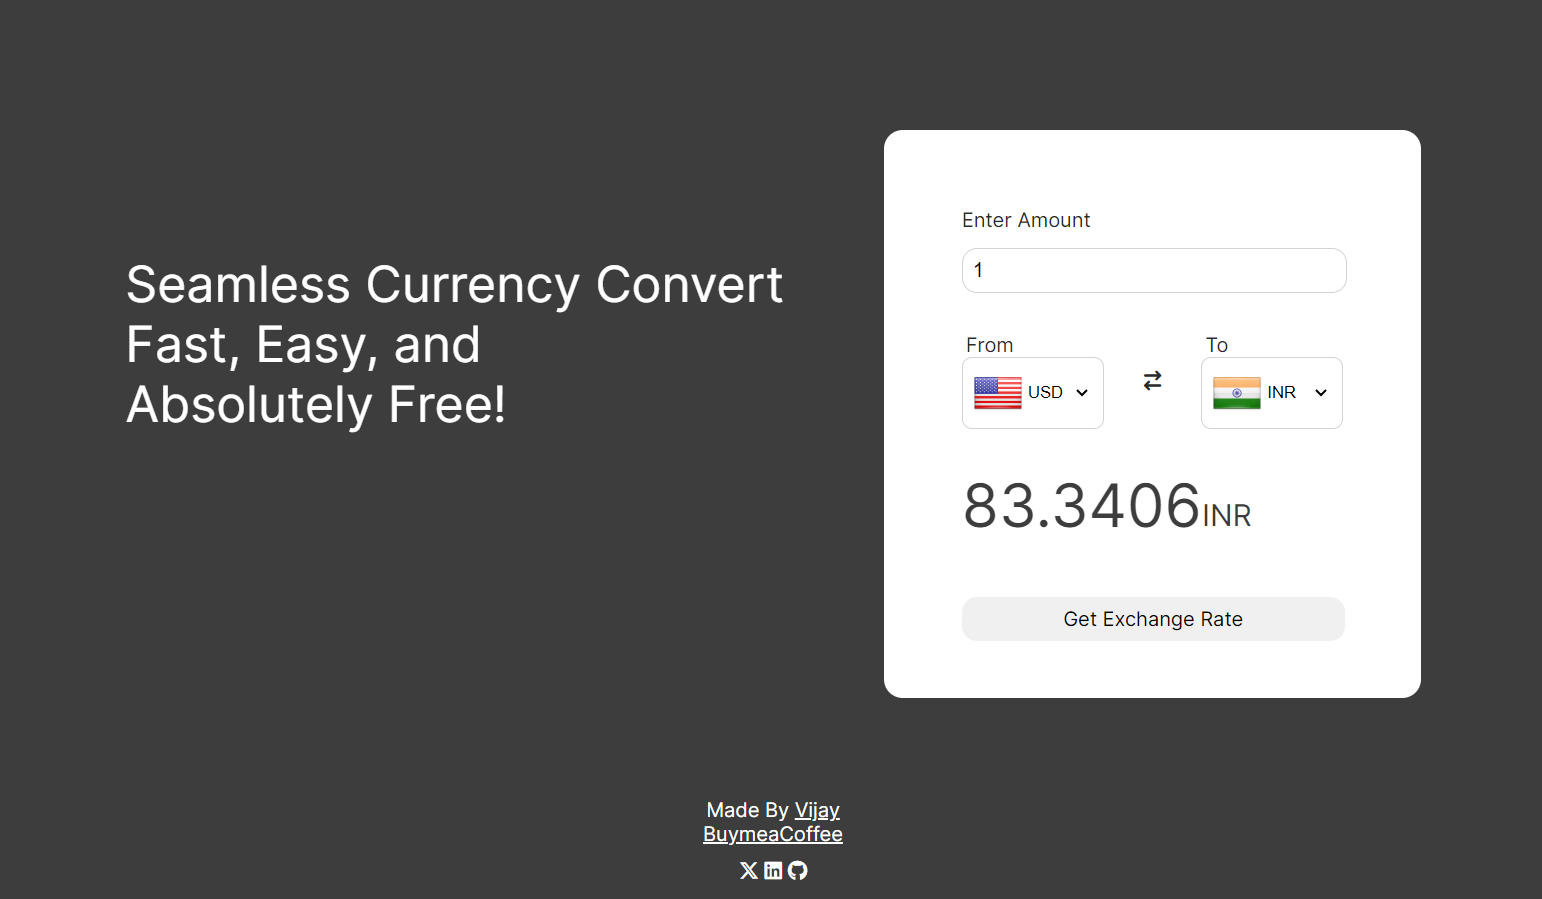 Seamless Currency Convert
Fast, Easy, and
Absolutely Free!
Enter Amount
1
From
To
USD
INR
83.3406INR
Get Exchange Rate
Made By Vijay
BuymeaCoffee